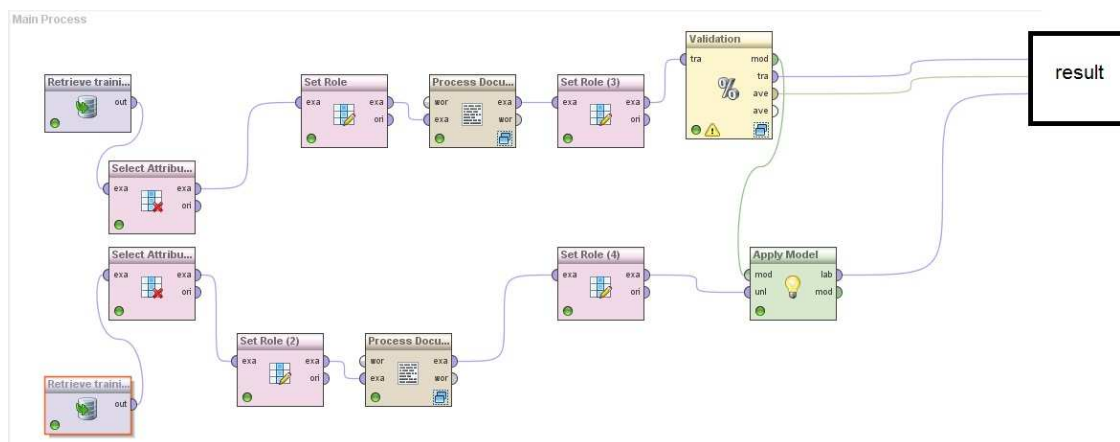 Main Process
Retrieve traini...
out
Select Attribu...
exa exa
ori
Set Role
exa exa
ori
Process Docu...
wor exa
exa wor
Set Role (3)
exa exa
ori
Validation
tra mod
tra
ave
ave
%
result
Select Attribu...
exa exa
ori
Set Role (2)
exa exa
ori
Process Docu...
wor exa
exa wor
Set Role (4)
exa exa
ori
Apply Model
mod lab
unl mod
Retrieve traini...
out